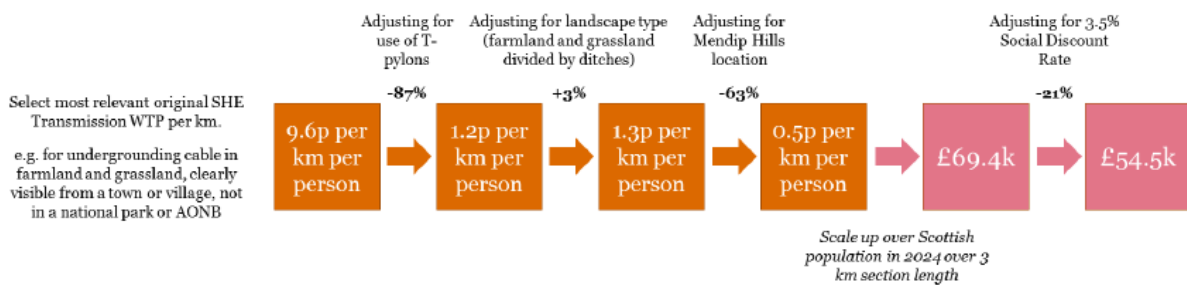 Adjusting for
use of T-
pylons
Adjusting for landscape type
(farmland and grassland
divided by ditches)
Adjusting for
Mendip Hills
location
Adjusting for 3.5%
Social Discount
Rate
-87%
+3%
-63%
-21%
Select most relevant original SHE
Transmission WTP per km.
e.g. for undergrounding cable in
farmland and grassland, clearly
visible from a town or village, not
in a national park or AONB
9.6p per
km per
person
1.2p per
km per
person
1.3p per
km per
person
0.5p per
km per
person
£69.4k
£54.5k
Scale up over Scottish
population in 2024 over 3
km section length